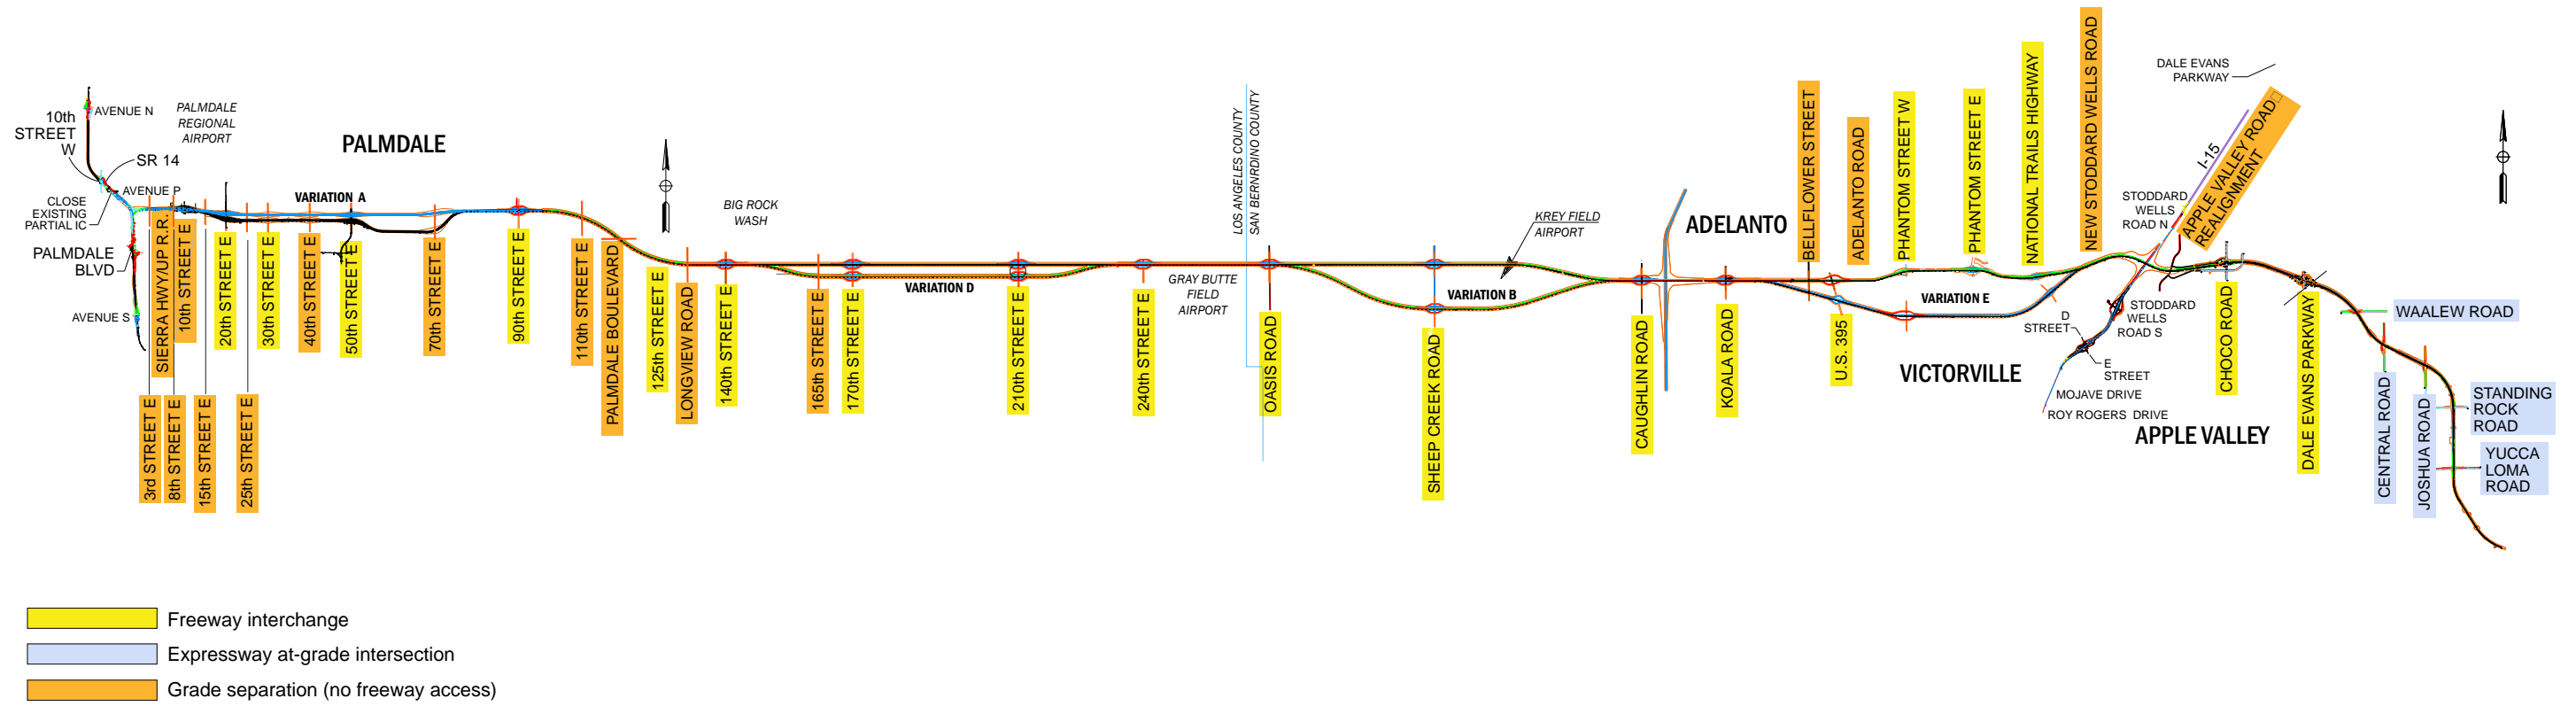 10th
STREET
W
AVENUE N
PALMDALE
REGIONAL
AIRPORT
SR 14
AVENUE P
CLOSE
EXISTING
PARTIAL IC
PALMDALE
BLVD
AVENUE S
PALMDALE
VARIATION A
3rd STREET E
SIERRA HWY/UP R.R.
8th STREET E
10th STREET E
15th STREET E
20th STREET E
25th STREET E
30th STREET E
40th STREET E
50th STREET E
70th STREET E
90th STREET E
110th STREET E
PALMDALE BOULEVARD
125th STREET E
LONGVIEW ROAD
140th STREET E
BIG ROCK
WASH
165th STREET E
170th STREET E
VARIATION D
210th STREET E
240th STREET E
GRAY BUTTE
FIELD
AIRPORT
LOS ANGELES COUNTY
SAN BERNRDINO COUNTY
OASIS ROAD
SHEEP CREEK ROAD
VARIATION B
KREY FIELD
AIRPORT
CAUGHLIN ROAD
ADELANTO
KOALA ROAD
BELLFLOWER STREET
U.S. 395
ADELANTO ROAD
PHANTOM STREET W
VARIATION E
PHANTOM STREET E
NATIONAL TRAILS HIGHWAY
NEW STODDARD WELLS ROAD
VICTORVILLE
D
STREET
E
STREET
MOJAVE DRIVE
ROY ROGERS DRIVE
STODDARD
WELLS
ROAD N
STODDARD
WELLS
ROAD S
I-15
DALE EVANS
PARKWAY
APPLE VALLEY ROAD
REALIGNMENT
APPLE VALLEY
CHOCO ROAD
DALE EVANS PARKWAY
WAALEW ROAD
CENTRAL ROAD
JOSHUA ROAD
STANDING
ROCK
ROAD
YUCCA
LOMA
ROAD
Freeway interchange
Expressway at-grade intersection
Grade separation (no freeway access)